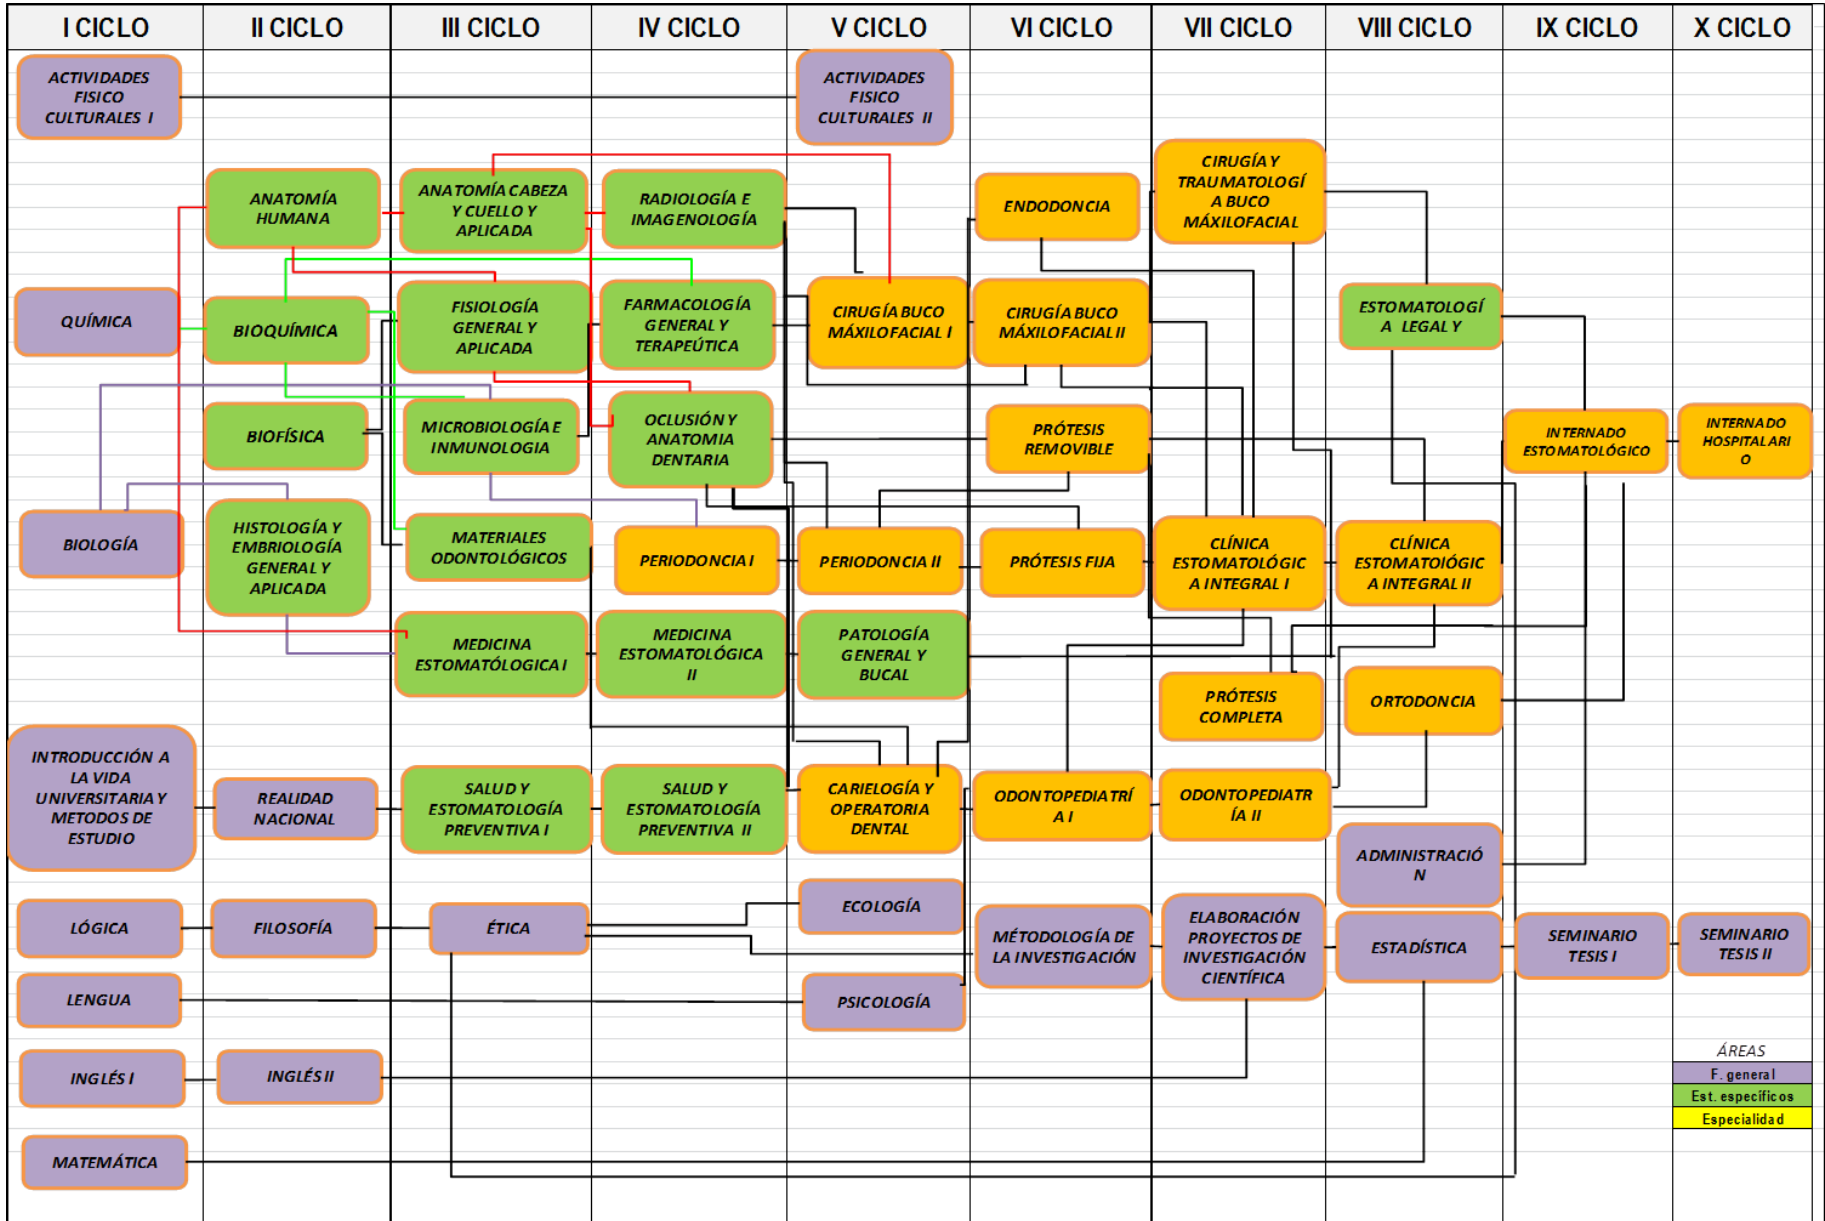 I CICLO
II CICLO
III CICLO
IV CICLO
V CICLO
VI CICLO
VII CICLO
VIII CICLO
IX CICLO
X CICLO
ACTIVIDADES
FISICO
CULTURALES I
QUÍMICA
BIOLOGÍA
INTRODUCCIÓN A
LA VIDA
UNIVERSITARIA Y
METODOS DE
ESTUDIO
LÓGICA
LENGUA
INGLÉS I
MATEMÁTICA
ANATOMÍA
HUMANA
BIOQUÍMICA
BIOFÍSICA
HISTOLOGÍA Y
EMBRIOLOGÍA
GENERAL Y
APLICADA
REALIDAD
NACIONAL
FILOSOFÍA
INGLÉS II
ANATOMÍA CABEZA
Y CUELLO Y
APLICADA
FISIOLOGÍA
GENERAL Y
APLICADA
MICROBIOLOGÍA E
INMUNOLOGIA
MATERIALES
ODONTOLÓGICOS
MEDICINA
ESTOMATÓLOGICA I
SALUD Y
ESTOMATOLOGÍA
PREVENTIVA I
ÉTICA
RADIOLOGÍA E
IMAGENOLOGÍA
FARMACOLOGÍA
GENERAL Y
TERAPEÚTICA
OCLUSIÓN Y
ANATOMIA
DENTARIA
PERIODONCIA I
MEDICINA
ESTOMATOLÓGICA
II
SALUD Y
ESTOMATOLOGÍA
PREVENTIVA II
ACTIVIDADES
FISICO
CULTURALES II
CIRUGÍA BUCO
MÁXILOFACIAL I
PERIODONCIA II
PATOLOGÍA
GENERAL Y
BUCAL
CARIELOGÍA Y
OPERATORIA
DENTAL
ECOLOGÍA
PSICOLOGÍA
ENDODONCIA
CIRUGÍA BUCO
MÁXILOFACIAL II
PRÓTESIS
REMOVIBLE
PRÓTESIS FIJA
ODONTOPEDIATRÍ
A I
MÉTODOLOGÍA DE
LA INVESTIGACIÓN
CIRUGÍA Y
TRAUMATOLOGÍ
A BUCO
MÁXILOFACIAL
CLÍNICA
ESTOMATOLÓGIC
A INTEGRAL I
PRÓTESIS
COMPLETA
ODONTOPEDIATR
ÍA II
ELABORACIÓN
PROYECTOS DE
INVESTIGACIÓN
CIENTÍFICA
ESTOMATOLOGÍ
A LEGAL Y
CLÍNICA
ESTOMATOlÓGIC
A INTEGRAL II
ORTODONCIA
ADMINISTRACIÓ
N
ESTADÍSTICA
INTERNADO
ESTOMATOLÓGICO
SEMINARIO
TESIS I
INTERNADO
HOSPITALARI
O
SEMINARIO
TESIS II
ÁREAS
F. general
Est. específicos
Especialidad